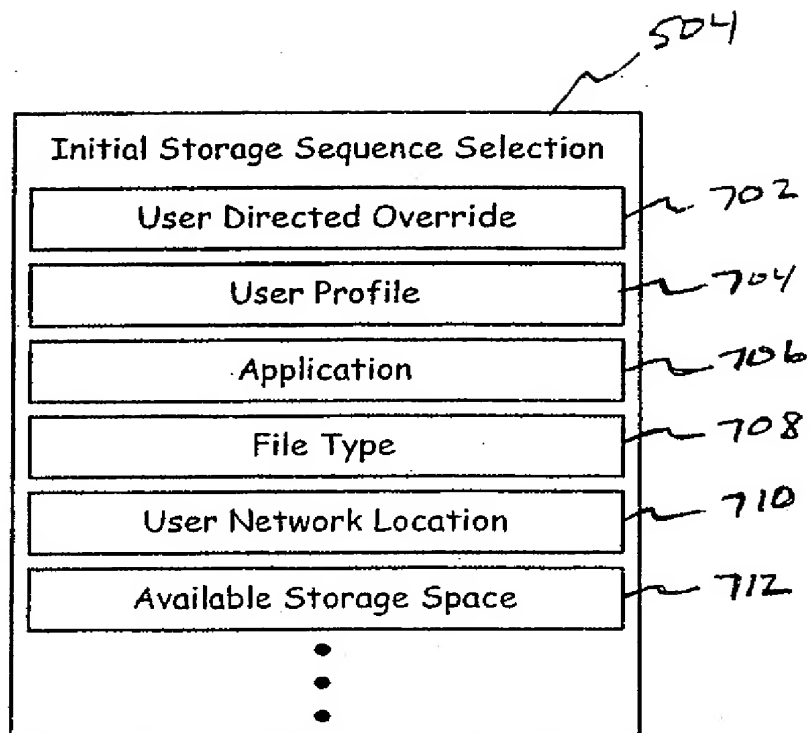 504
Initial Storage Sequence Selection
User Directed Override 702
User Profile 704
Application 706
File Type 708
User Network Location 710
Available Storage Space 712